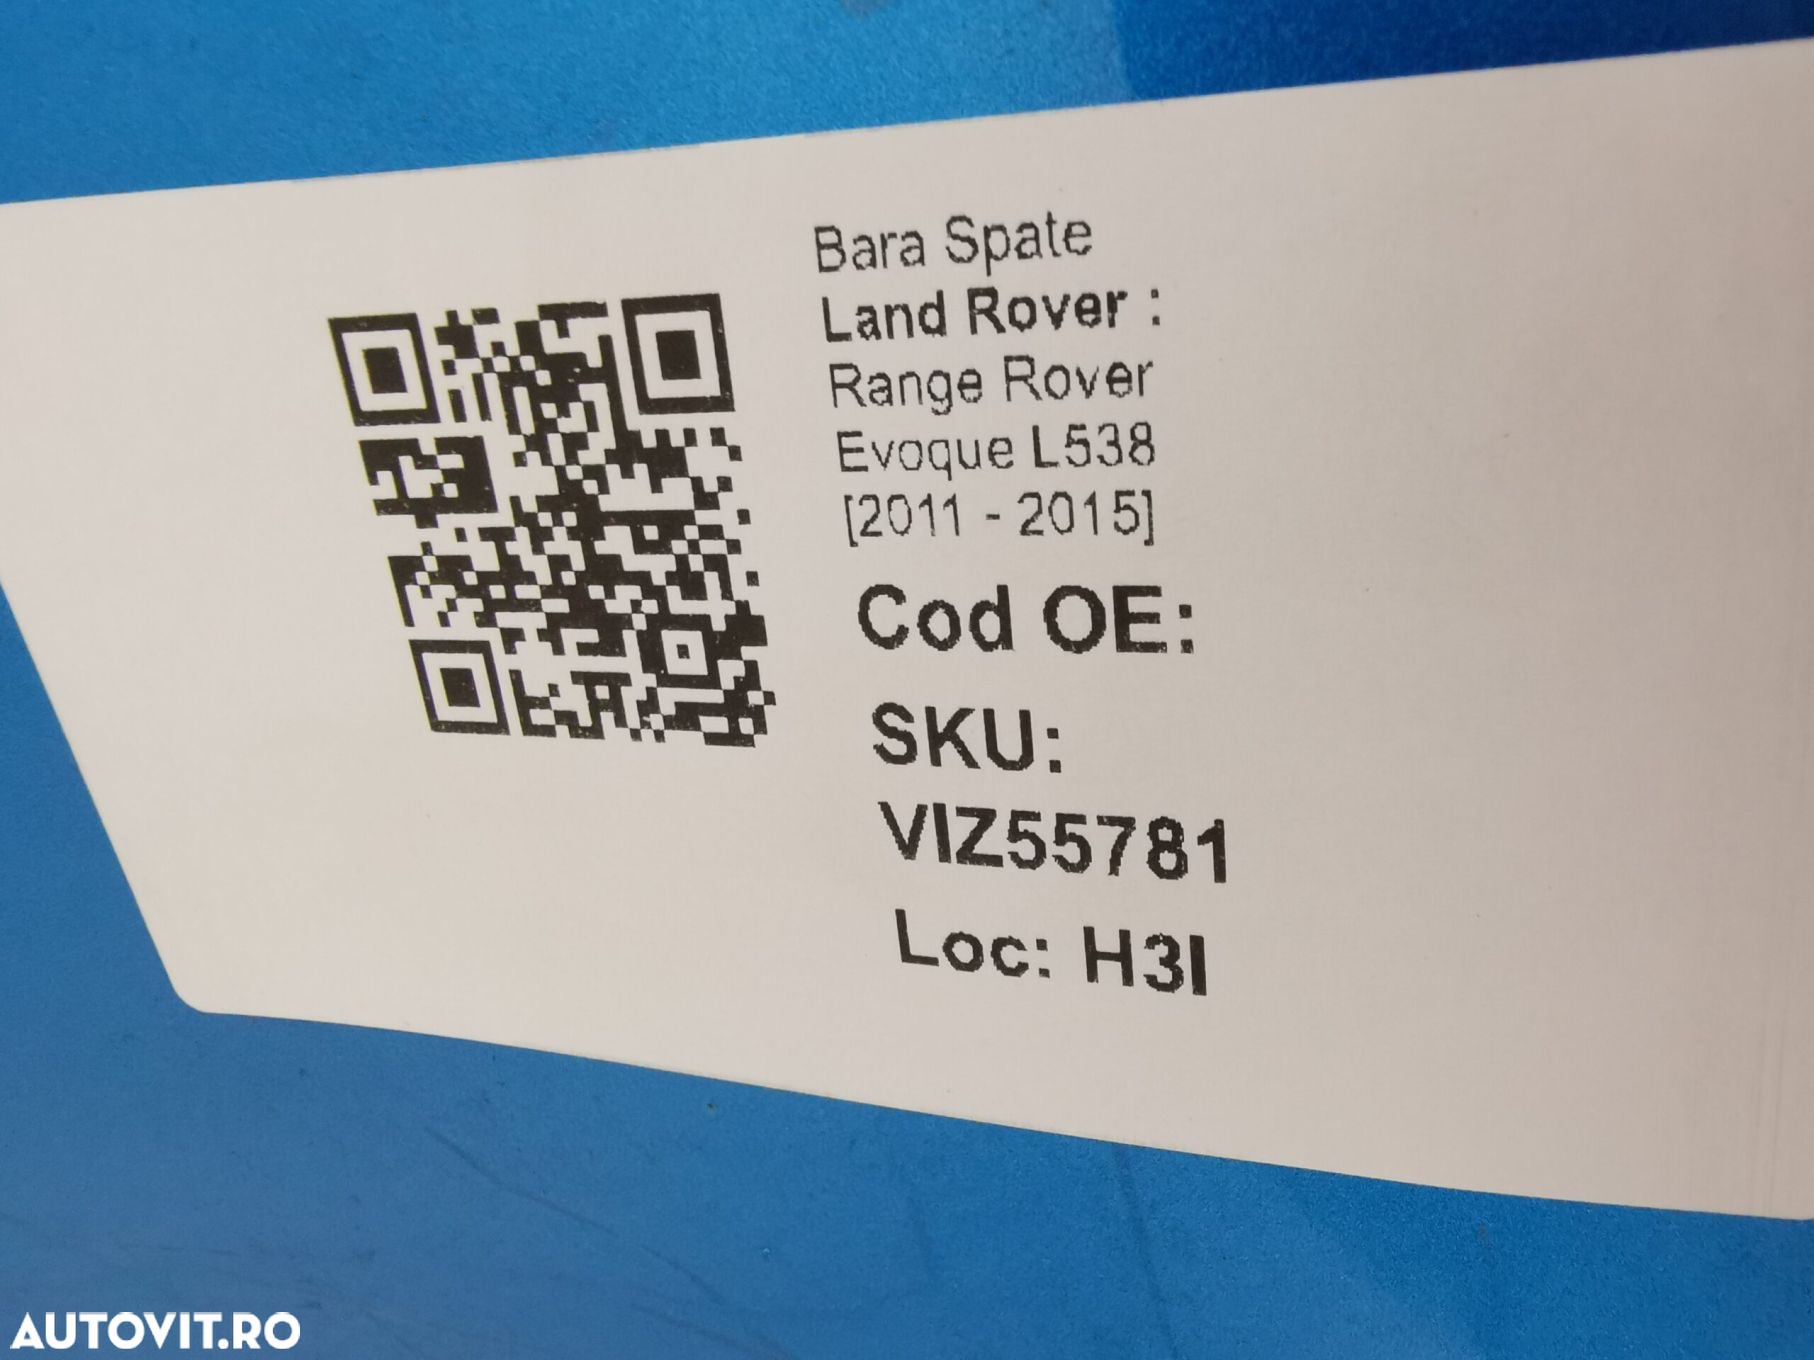 Bara Spate
Land Rover :
Range Rover
Evoque L538
[2011 - 2015]
Cod OE:
SKU:
VIZ55781
Loc: H3I
AUTOVIT.RO